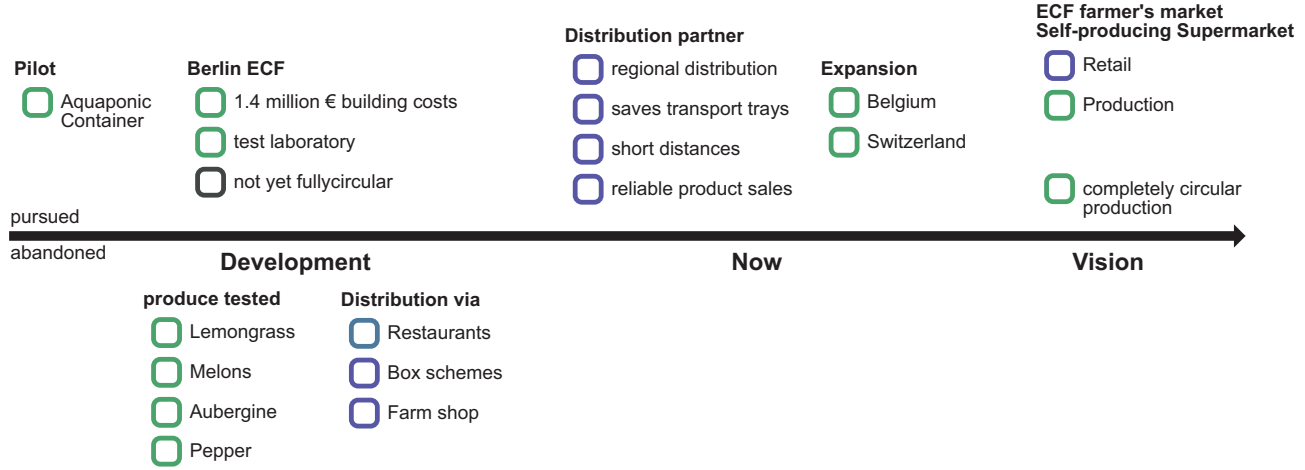 Pilot
Aquaponic
Container
Berlin ECF
1.4 million € building costs
test laboratory
not yet fullycircular
Distribution partner
regional distribution
saves transport trays
short distances
reliable product sales
Expansion
Belgium
Switzerland
ECF farmer's market
Self-producing Supermarket
Retail
Production
completely circular
production
pursued
abandoned
Development
Now
Vision
produce tested
Lemongrass
Melons
Aubergine
Pepper
Distribution via
Restaurants
Box schemes
Farm shop